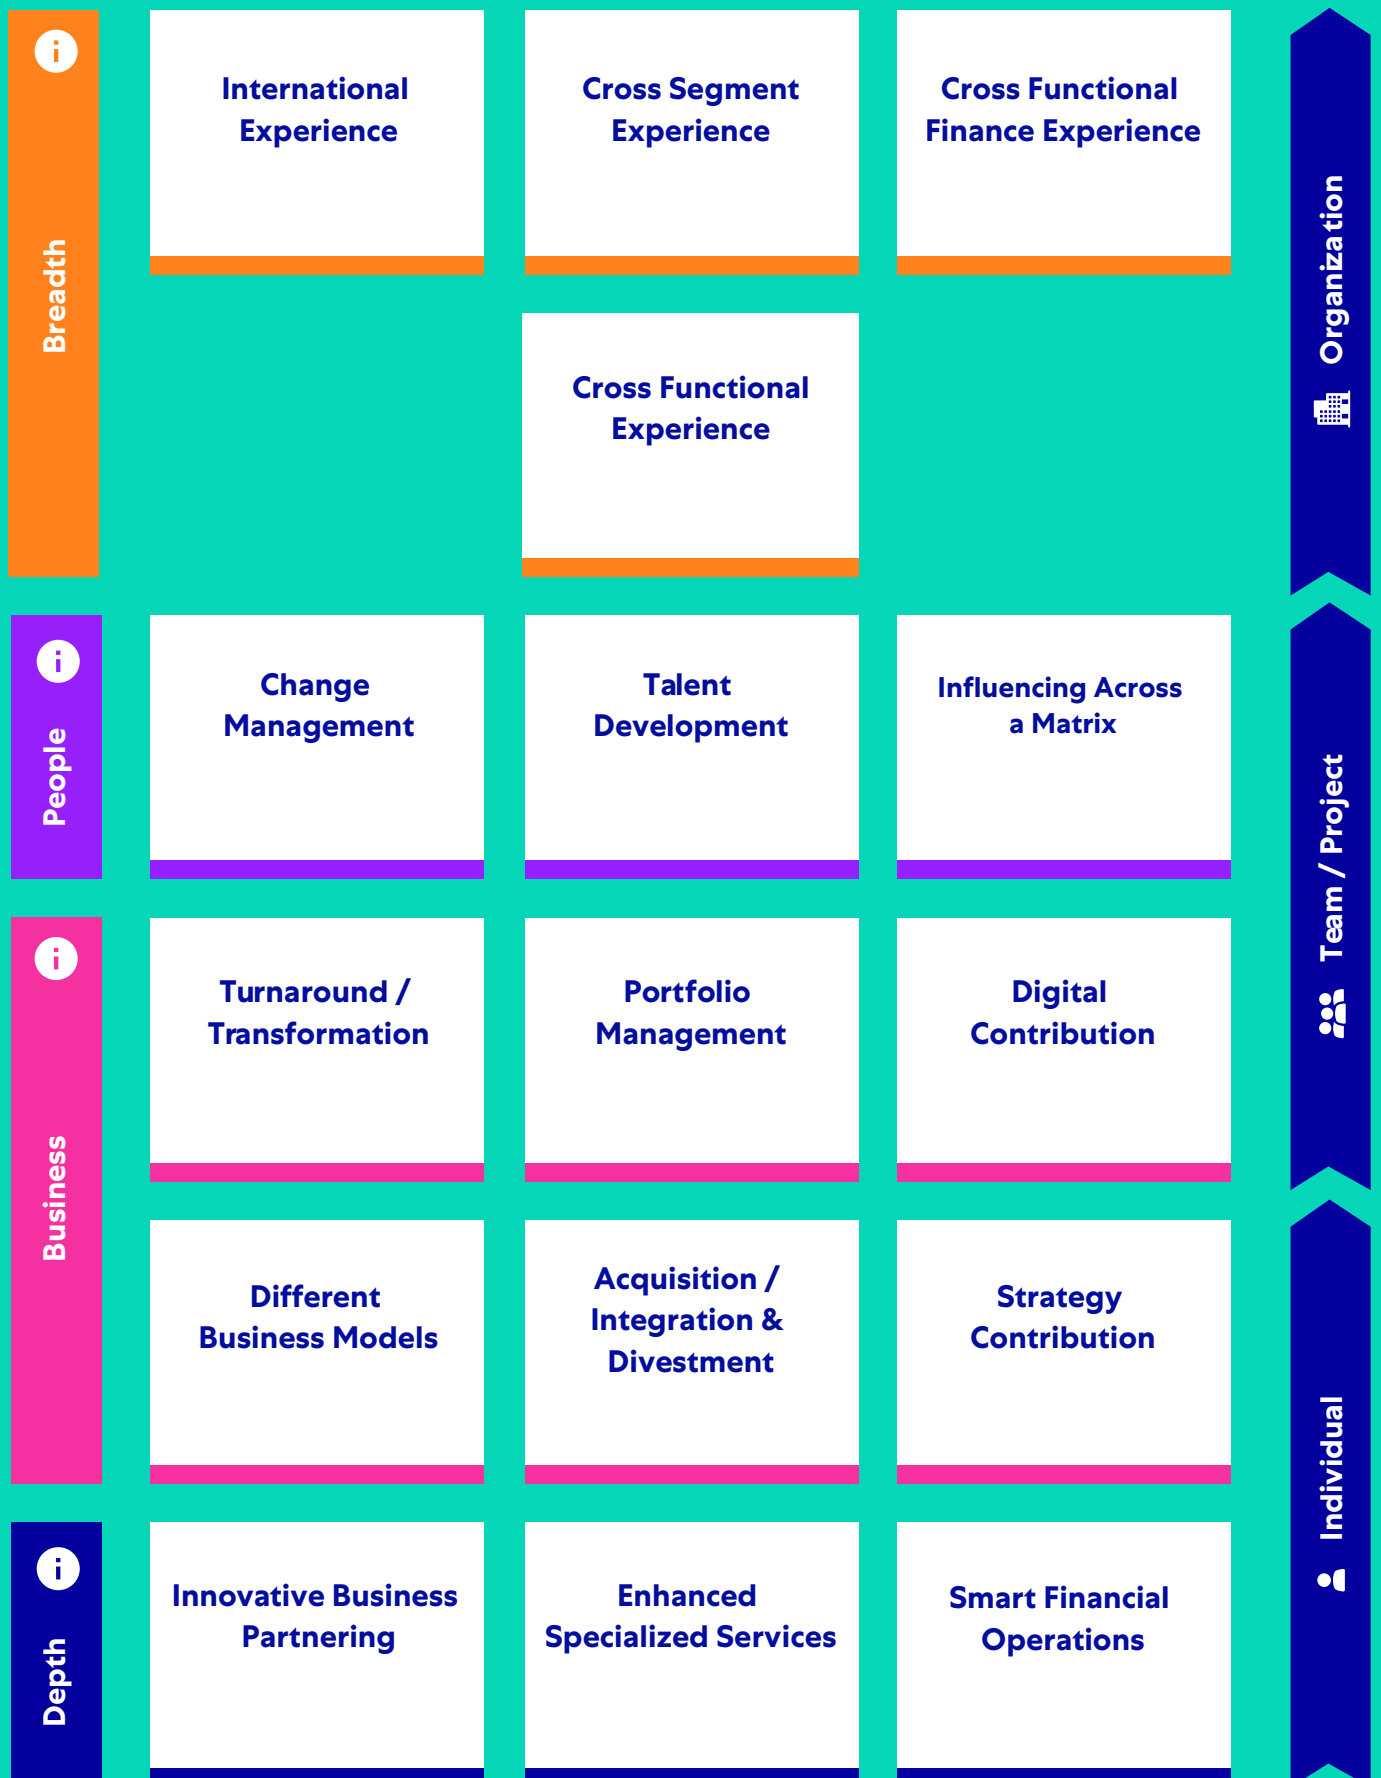 Breadth
International
Experience
Cross Segment
Experience
Cross Functional
Finance Experience
Cross Functional
Experience
Organization
People
Change
Management
Talent
Development
Influencing Across
a Matrix
Team / Project
Business
Turnaround /
Transformation
Portfolio
Management
Digital
Contribution
Different
Business Models
Acquisition /
Integration &
Divestment
Strategy
Contribution
Individual
Depth
Innovative Business
Partnering
Enhanced
Specialized Services
Smart Financial
Operations